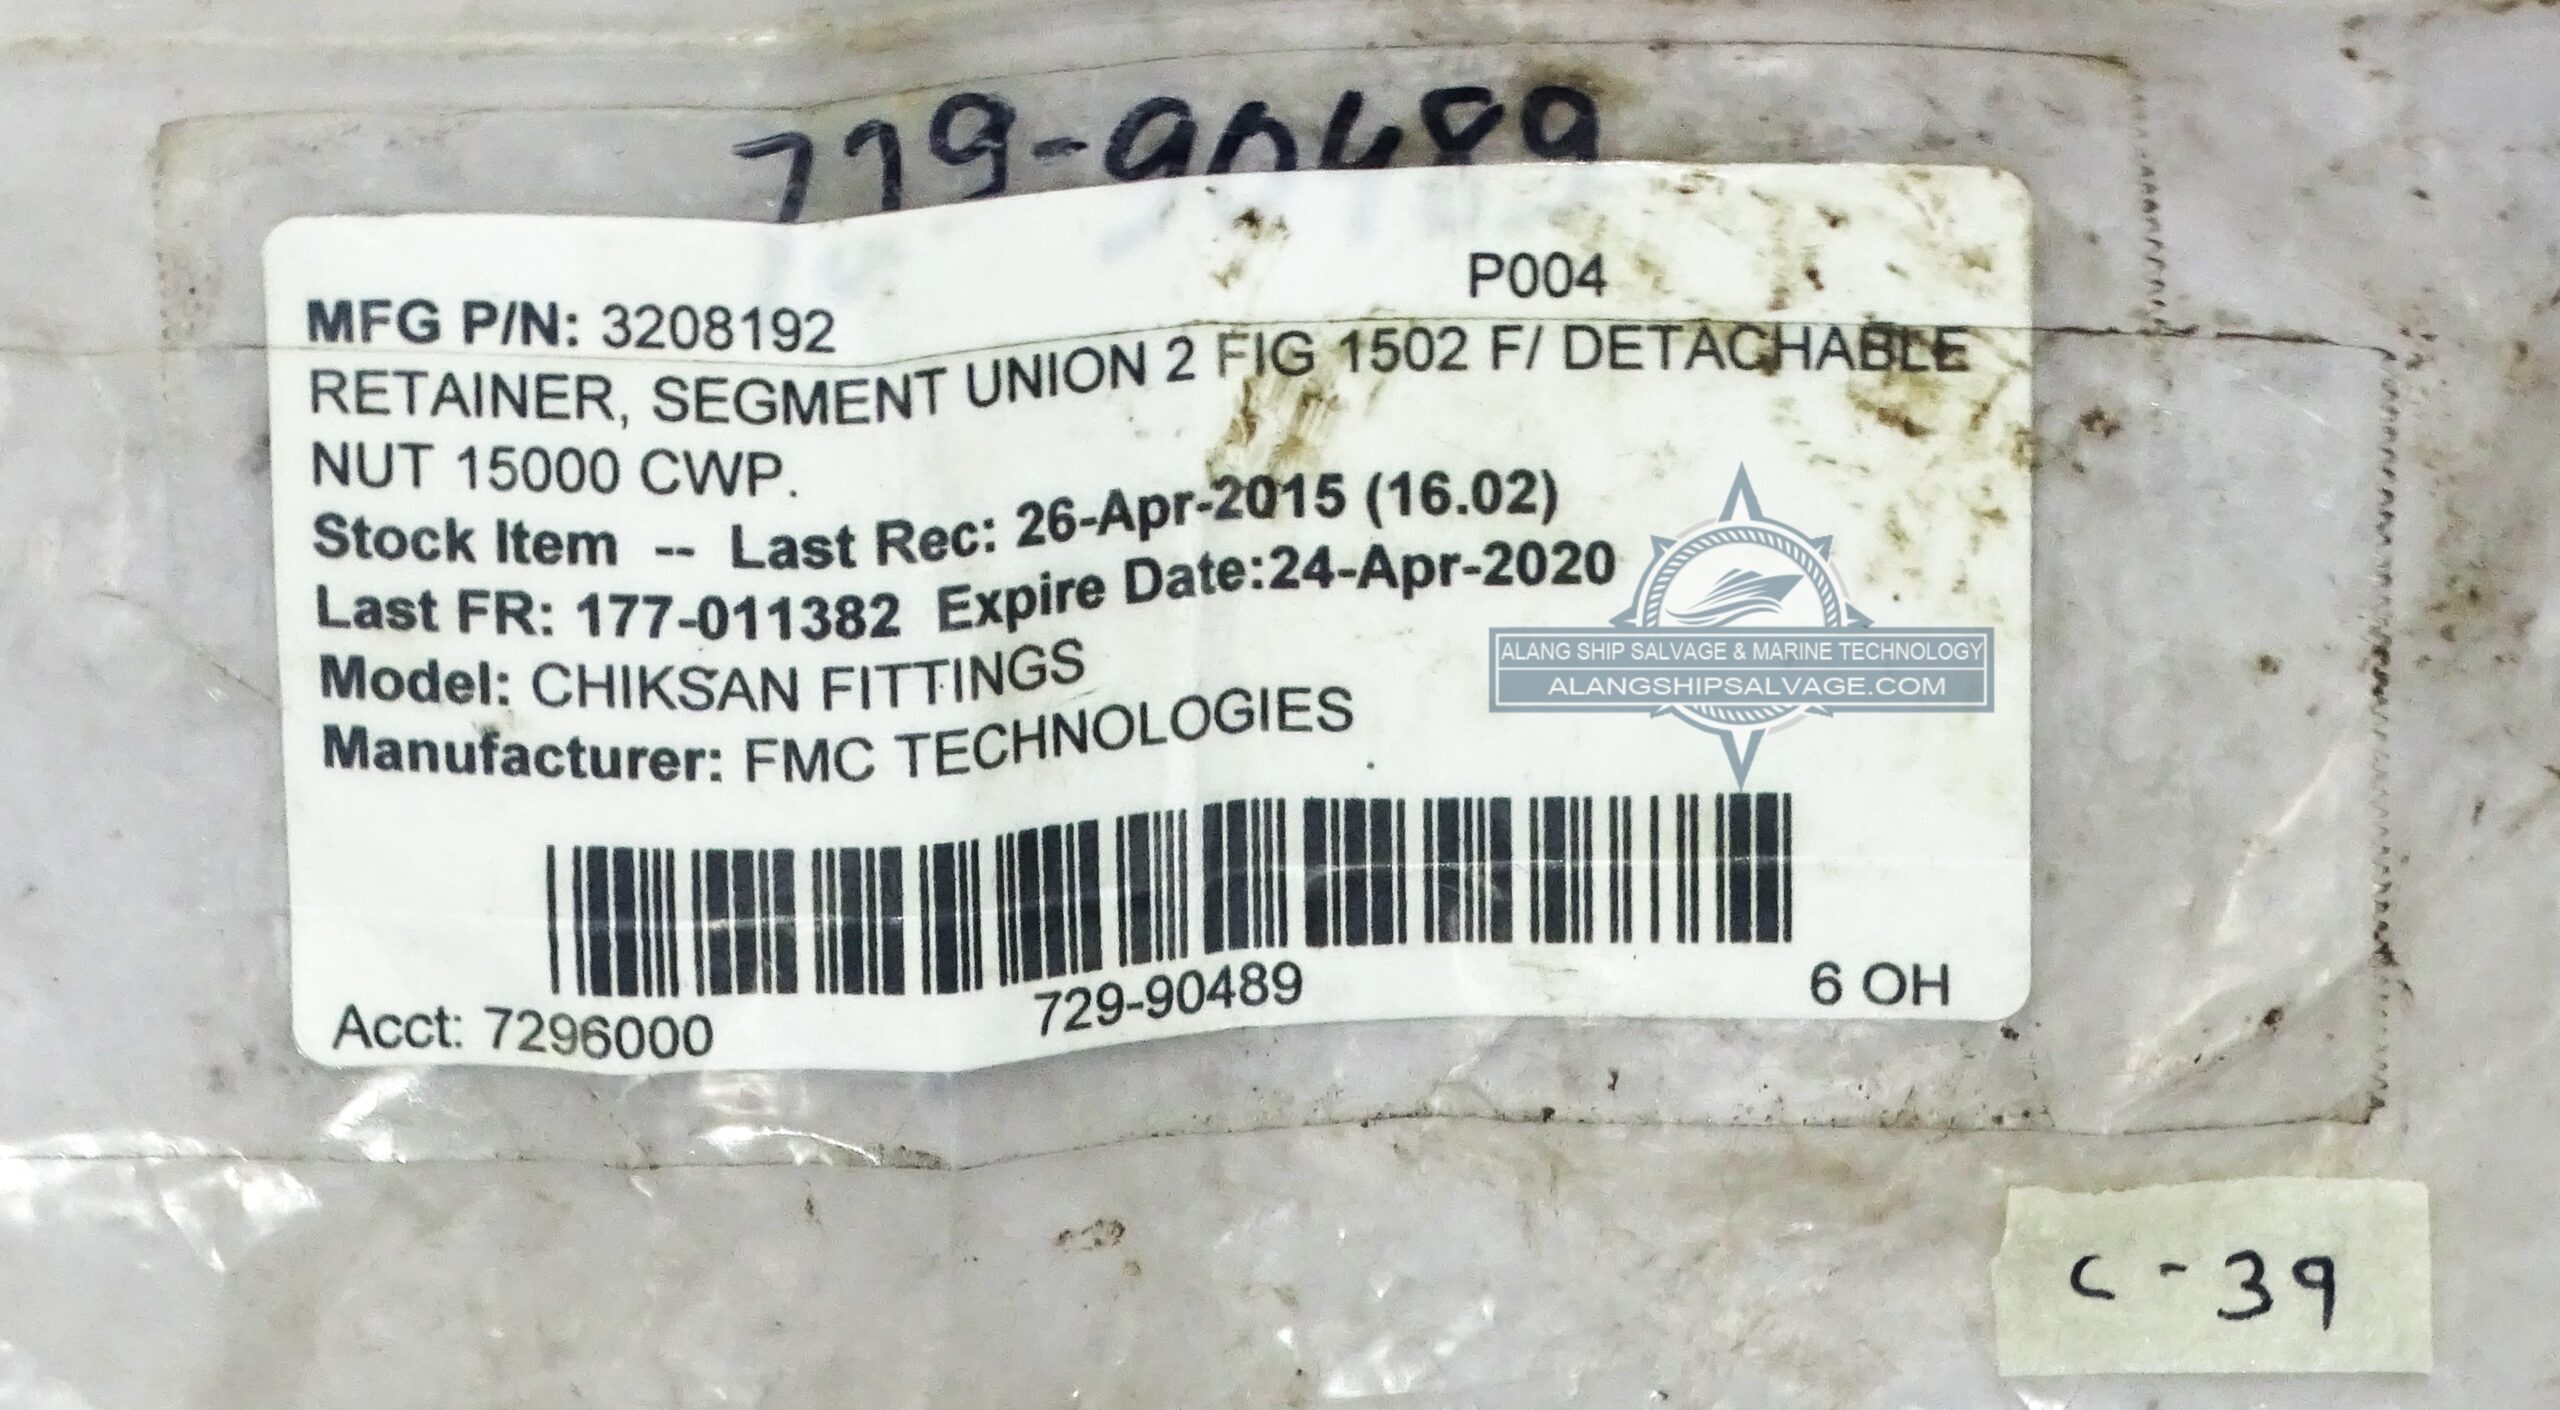 729-90489
P004
MFG P/N: 3208192
RETAINER, SEGMENT UNION 2 FIG 1502 F/ DETACHABLE
NUT 15000 CWP.
Stock Item -- Last Rec: 26-Apr-2015 (16.02)
Last FR: 177-011382 Expire Date:24-Apr-2020
Model: CHIKSAN FITTINGS
Manufacturer: FMC TECHNOLOGIES
ALANG SHIP SALVAGE & MARINE TECHNOLOGY
ALANGSHIPSALVAGE.COM
Acct: 7296000 729-90489 6 OH
C-39